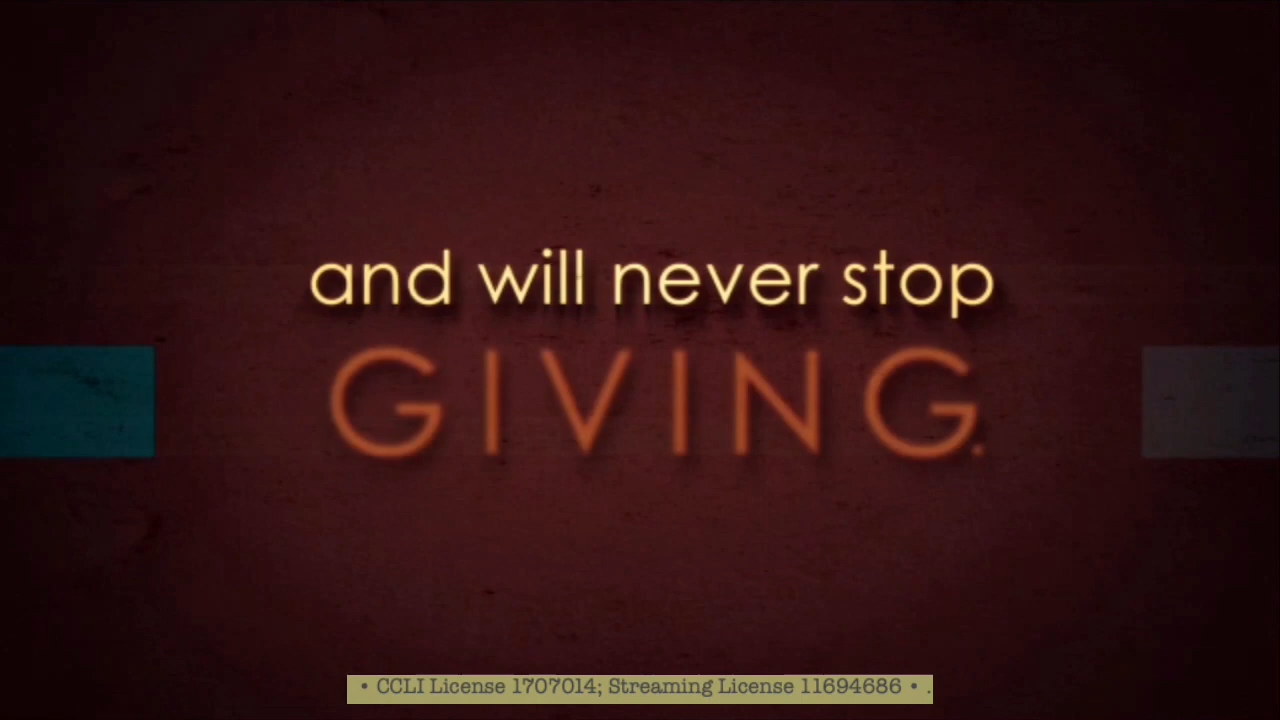 and will never stop
GIVING.
• CCLI License 1707014; Streaming License 11694686 • .